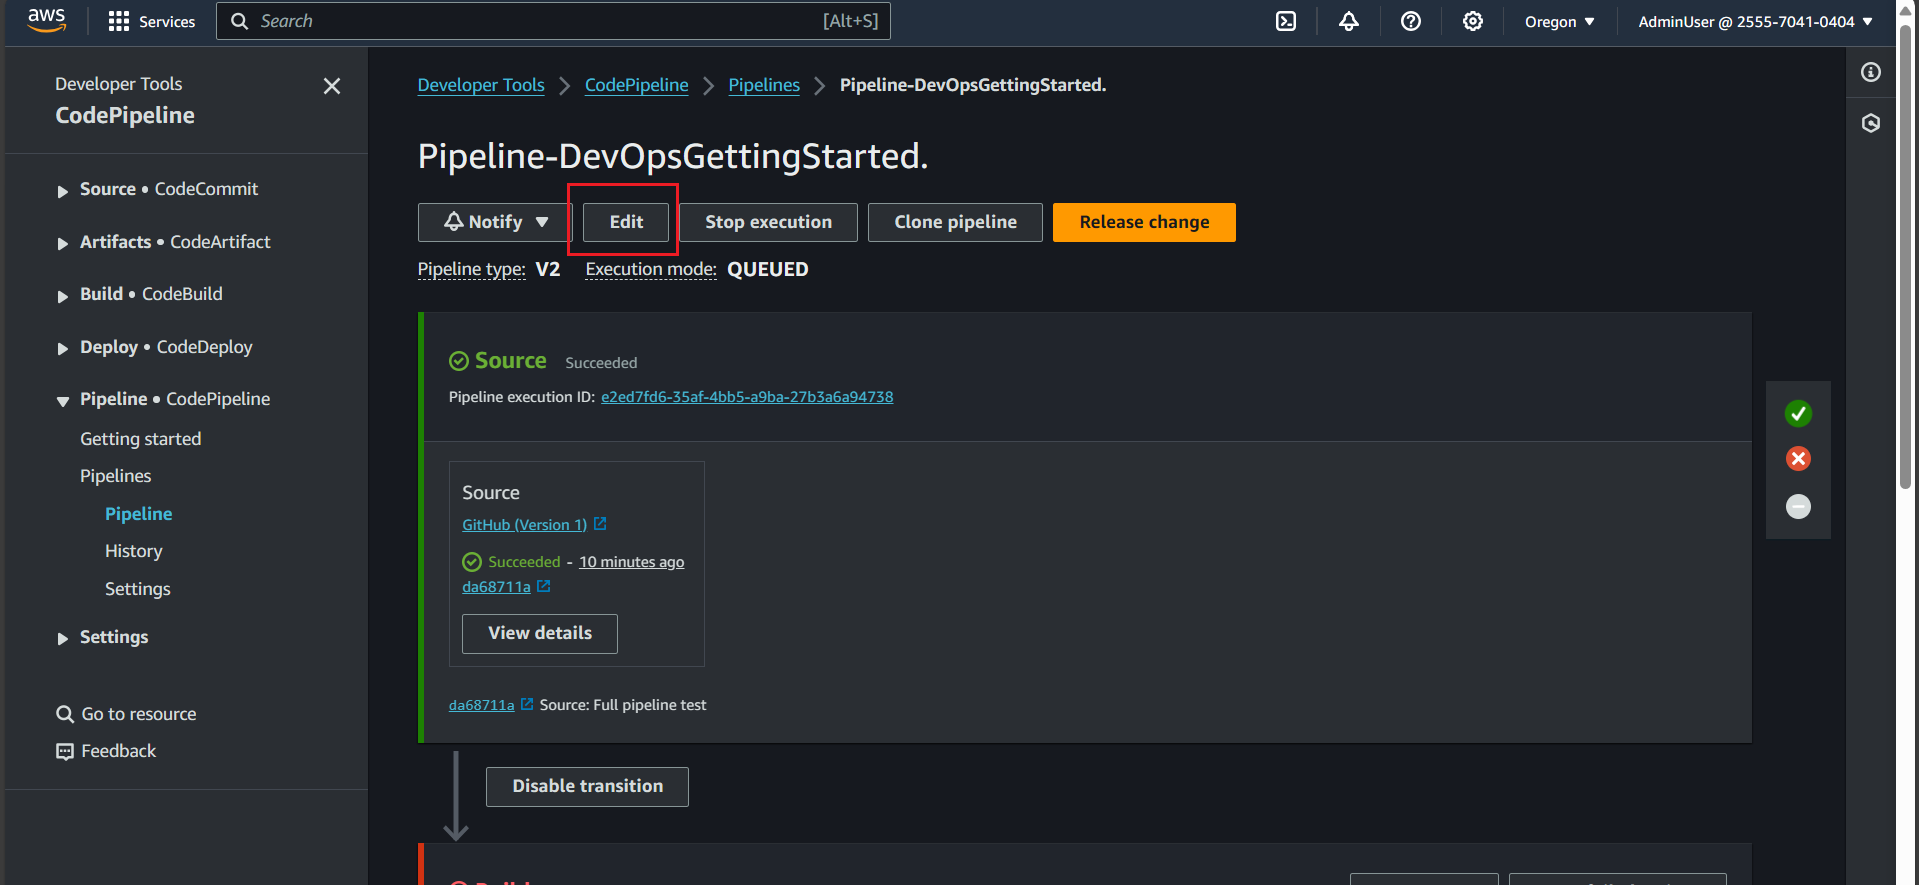 aws
Services
Search
[Alt+S]
Oregon
AdminUser @ 2555-7041-0404
Developer Tools
CodePipeline
Source • CodeCommit
Artifacts • CodeArtifact
Build • CodeBuild
Deploy • CodeDeploy
Pipeline • CodePipeline
Getting started
Pipelines
Pipeline
History
Settings
Settings
Go to resource
Feedback
Developer Tools
CodePipeline
Pipelines
Pipeline-DevOpsGettingStarted.
Pipeline-DevOpsGettingStarted.
Notify
Edit
Stop execution
Clone pipeline
Release change
Pipeline type: V2
Execution mode: QUEUED
Source Succeeded
Pipeline execution ID: e2ed7fd6-35af-4bb5-a9ba-27b3a6a94738
Source
GitHub (Version 1)
Succeeded - 10 minutes ago
da68711a
View details
da68711a Source: Full pipeline test
Disable transition